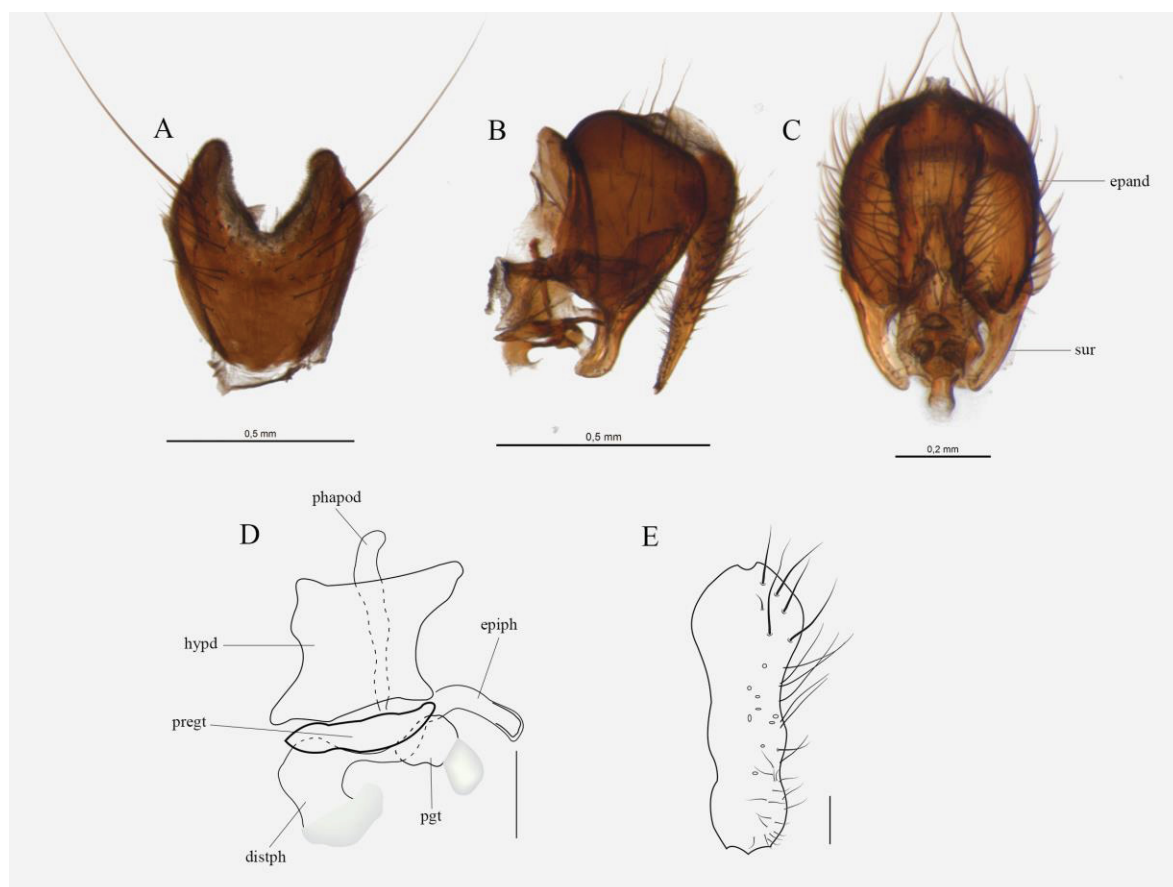 A
B
C
epand
sur
0,5 mm
0,5 mm
0,2 mm
phapod
D
E
hypd
epiph
pregt
pgt
distph